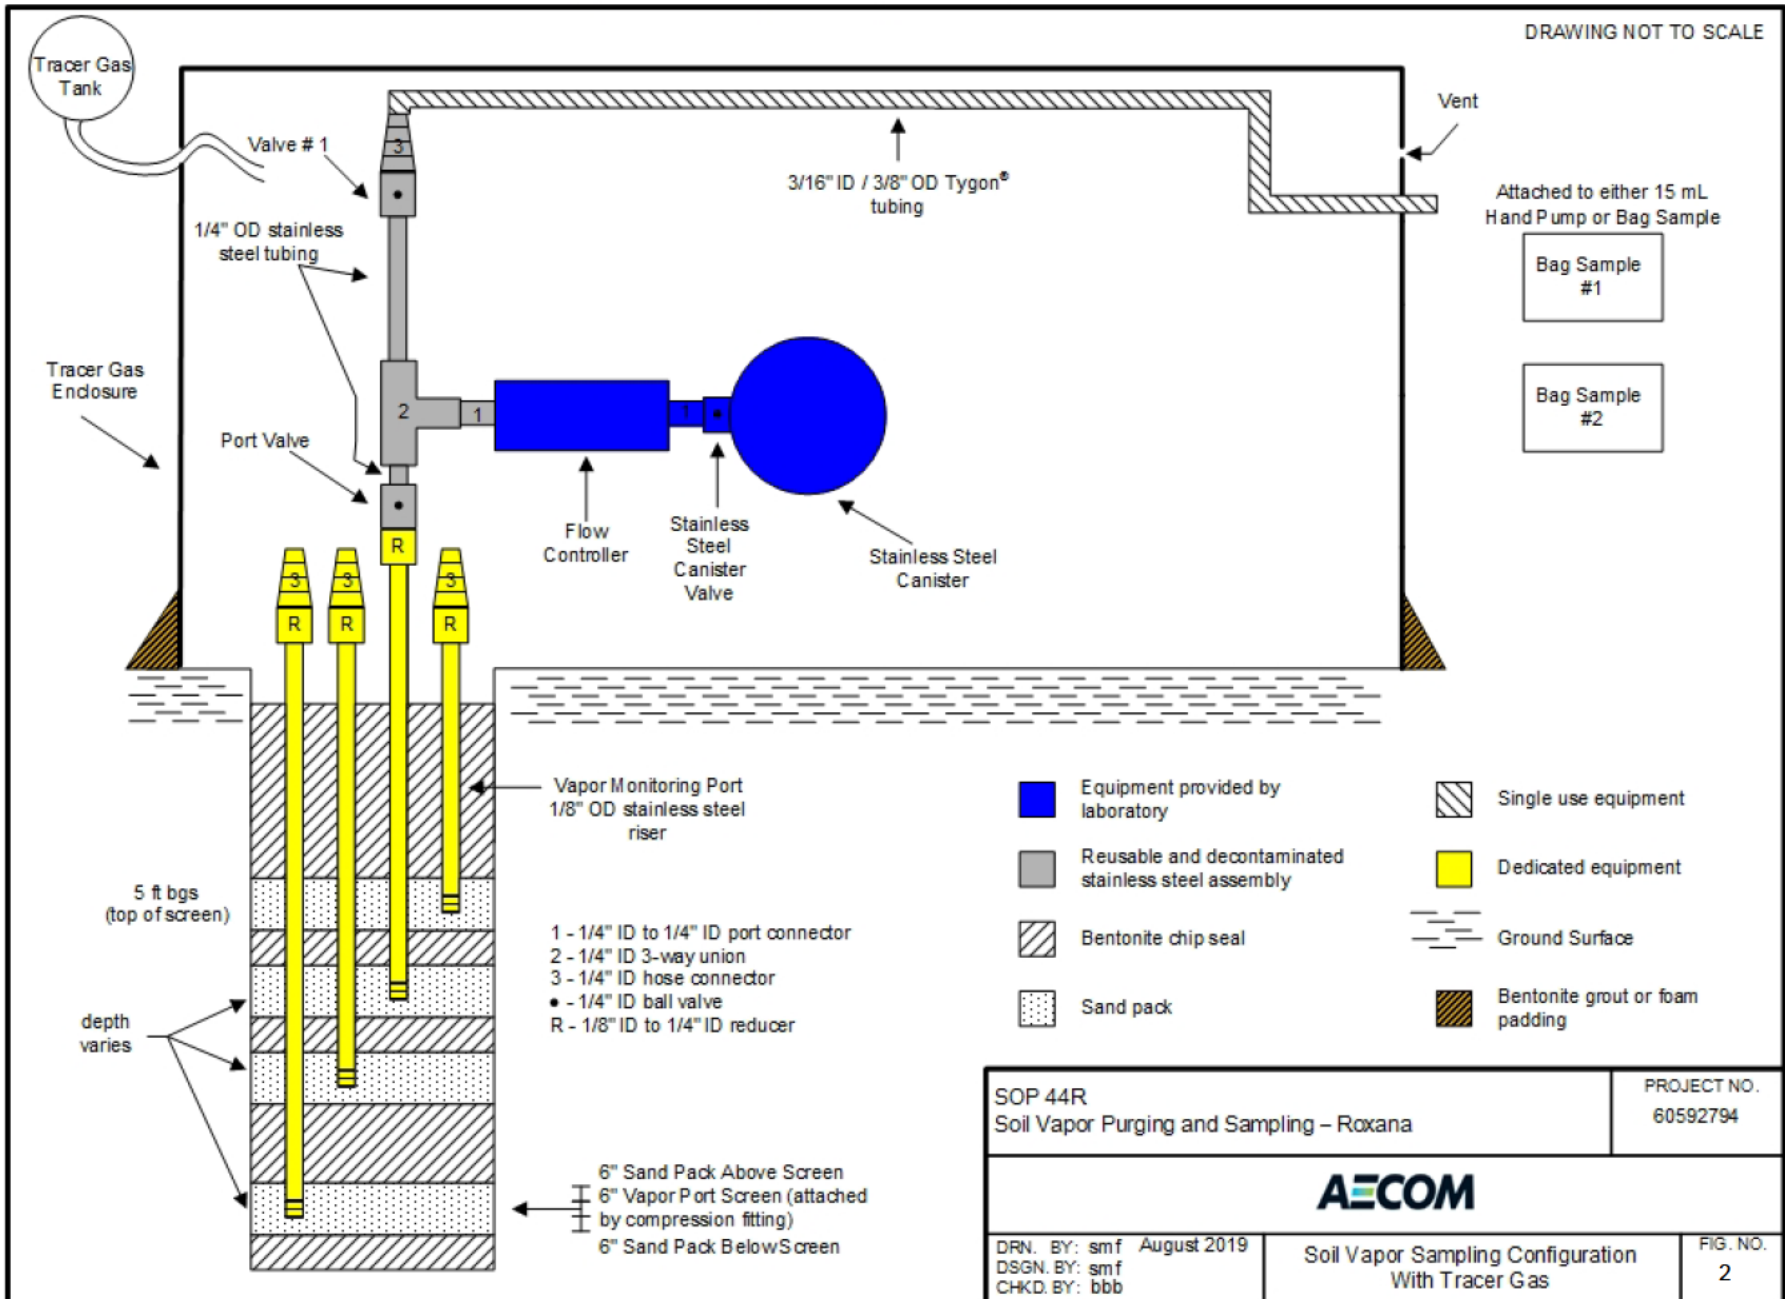 DRAWING NOT TO SCALE
Tracer Gas
Tank
Valve # 1
3
3/16" ID / 3/8" OD Tygon®
tubing
Vent
Attached to either 15 mL
Hand Pump or Bag Sample
Bag Sample
#1
Bag Sample
#2
1/4" OD stainless
steel tubing
Tracer Gas
Enclosure
2
1
1
Port Valve
Flow
Controller
Stainless
Steel
Canister
Valve
Stainless Steel
Canister
R
3
3
3
R
R
R
Vapor Monitoring Port
1/8" OD stainless steel
riser
5 ft bgs
(top of screen)
depth
varies
1 - 1/4" ID to 1/4" ID port connector
2 - 1/4" ID 3-way union
3 - 1/4" ID hose connector
• - 1/4" ID ball valve
R - 1/8" ID to 1/4" ID reducer
6" Sand Pack Above Screen
6" Vapor Port Screen (attached
by compression fitting)
6" Sand Pack Below Screen
Equipment provided by
laboratory
Reusable and decontaminated
stainless steel assembly
Bentonite chip seal
Sand pack
Single use equipment
Dedicated equipment
Ground Surface
Bentonite grout or foam
padding
SOP 44R
Soil Vapor Purging and Sampling – Roxana
PROJECT NO.
60592794
AECOM
DRN. BY: smf August 2019
DSGN. BY: smf
CHKD. BY: bbb
Soil Vapor Sampling Configuration
With Tracer Gas
FIG. NO.
2